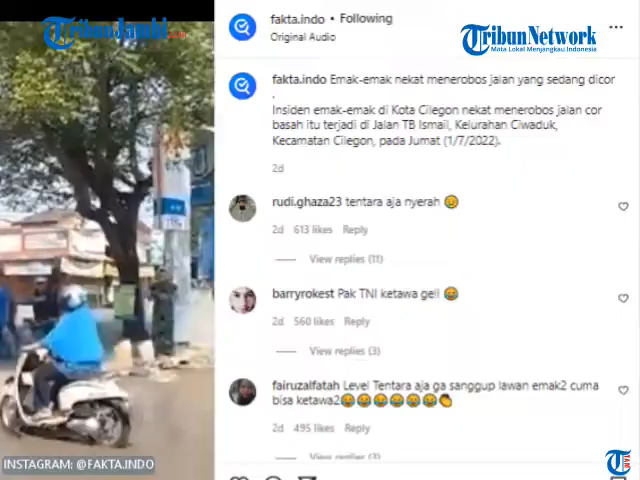 TribunJambi.com
fakta.indo • Following
Original Audio
TribunNetwork
Mata Lokal Menjangkau Indonesia
fakta.indo Emak-emak nekat menerobos jalan yang sedang dicor
.
Insiden emak-emak di Kota Cilegon nekat menerobos jalan cor
basah itu terjadi di Jalan TB Ismail, Kelurahan Ciwaduk,
Kecamatan Cilegon, pada Jumat (1/7/2022).
2d
rudi.ghaza23 tentara aja nyerah 😂
2d 613 likes Reply
View replies (11)
barryrokest Pak TNI ketawa geli 😂
2d 560 likes Reply
View replies (3)
fairuzalfatah Level Tentara aja ga sanggup lawan emak2 cuma
bisa ketawa2😂😂😂😂😂😂👏
2d 495 likes Reply
View replies (3)
INSTAGRAM: @FAKTA.INDO